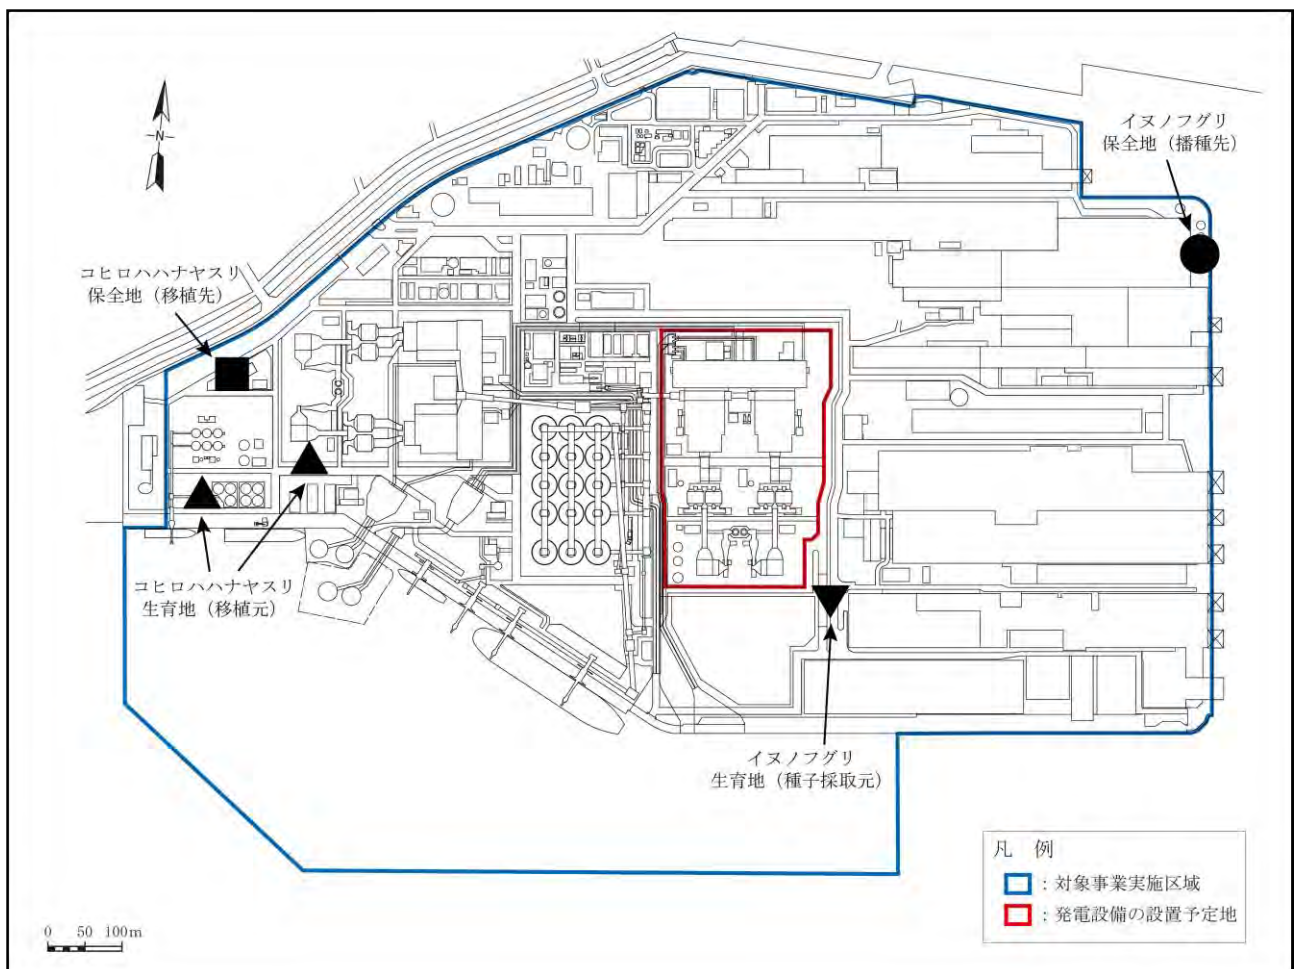 N
イヌノフグリ
保全地（播種先）
コヒロハハナヤスリ
保全地（移植先）
コヒロハハナヤスリ
生育地（移植元）
イヌノフグリ
生育地（種子採取元）
凡 例
：対象事業実施区域
：発電設備の設置予定地
0 50 100m